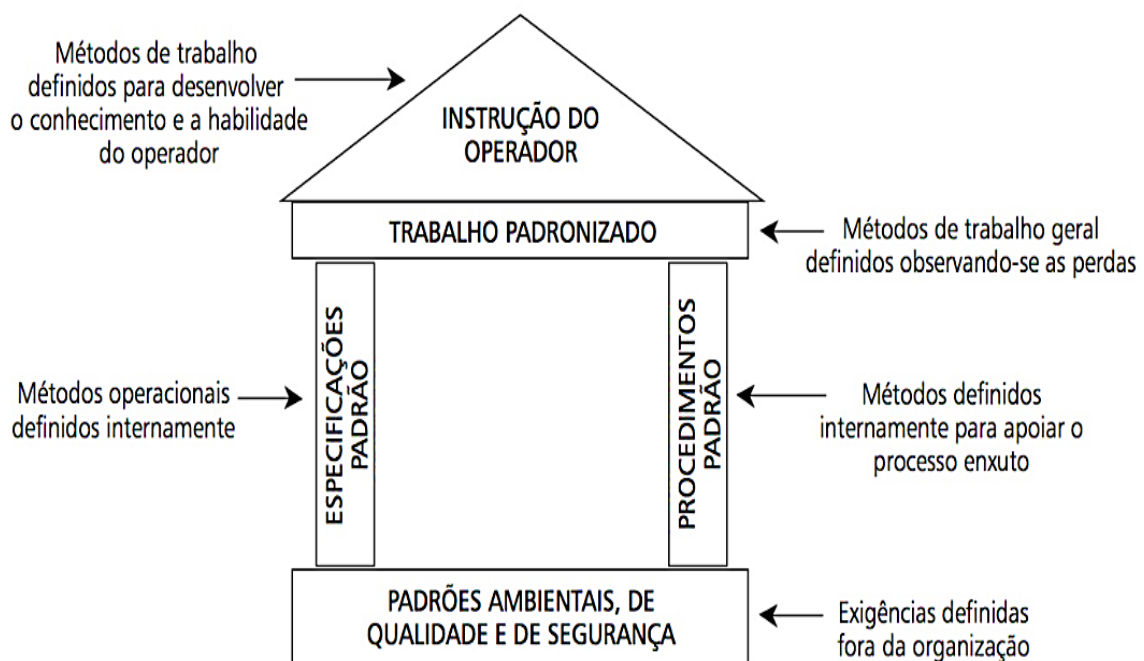 Métodos de trabalho
definidos para desenvolver
o conhecimento e a habilidade
do operador
INSTRUÇÃO DO
OPERADOR
TRABALHO PADRONIZADO
Métodos de trabalho geral
definidos observando-se as perdas
ESPECIFICAÇÕES
PADRÃO
PROCEDIMENTOS
PADRÃO
Métodos operacionais
definidos internamente
Métodos definidos
internamente para apoiar o
processo enxuto
PADRÕES AMBIENTAIS, DE
QUALIDADE E DE SEGURANÇA
Exigências definidas
fora da organização